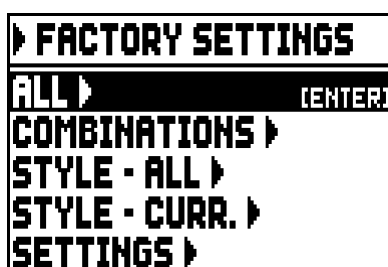 FACTORY SETTINGS
ALL [ENTER]
COMBINATIONS
STYLE - ALL
STYLE - CURR.
SETTINGS